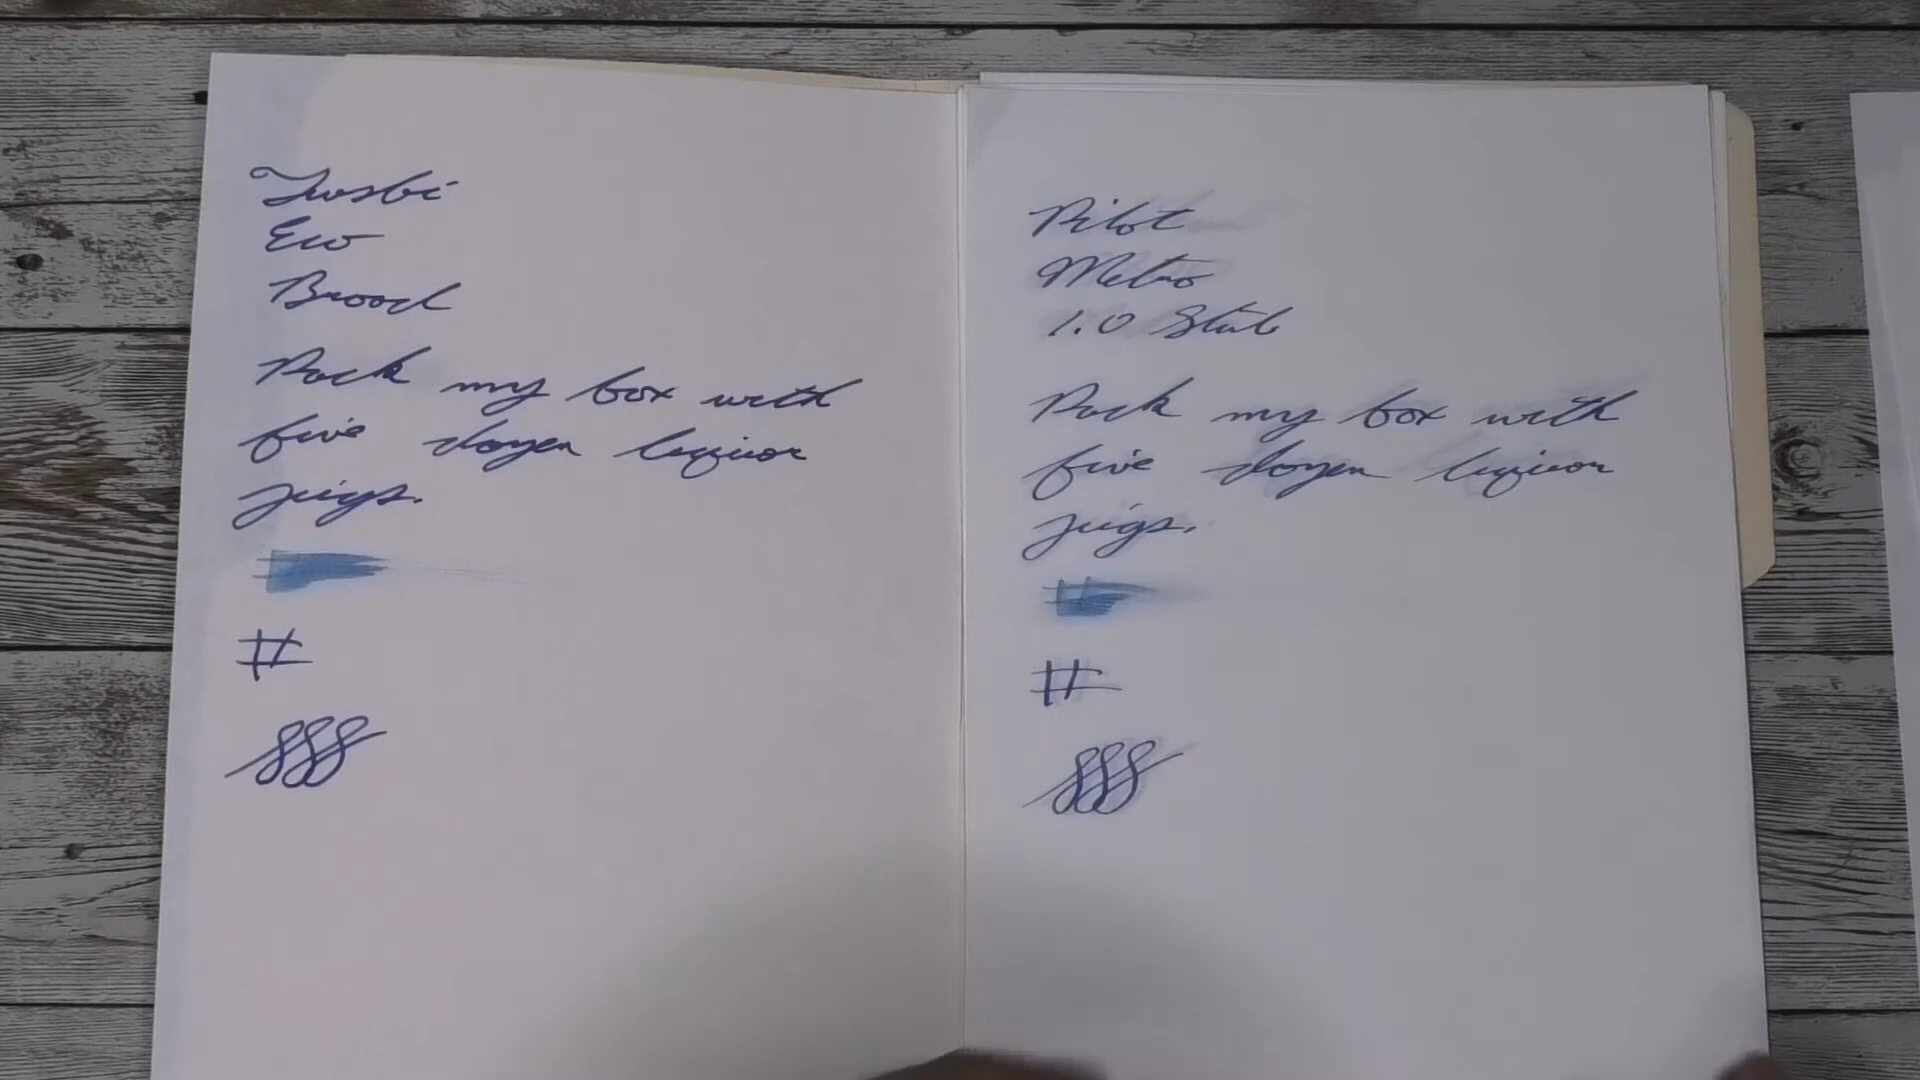 Twsbi
Eco
Broad
Pack my box with
five dozen liquor
jugs.
#
Pilot
Metro
1.0 Stub
Pack my box with
five dozen liquor
jugs.
#